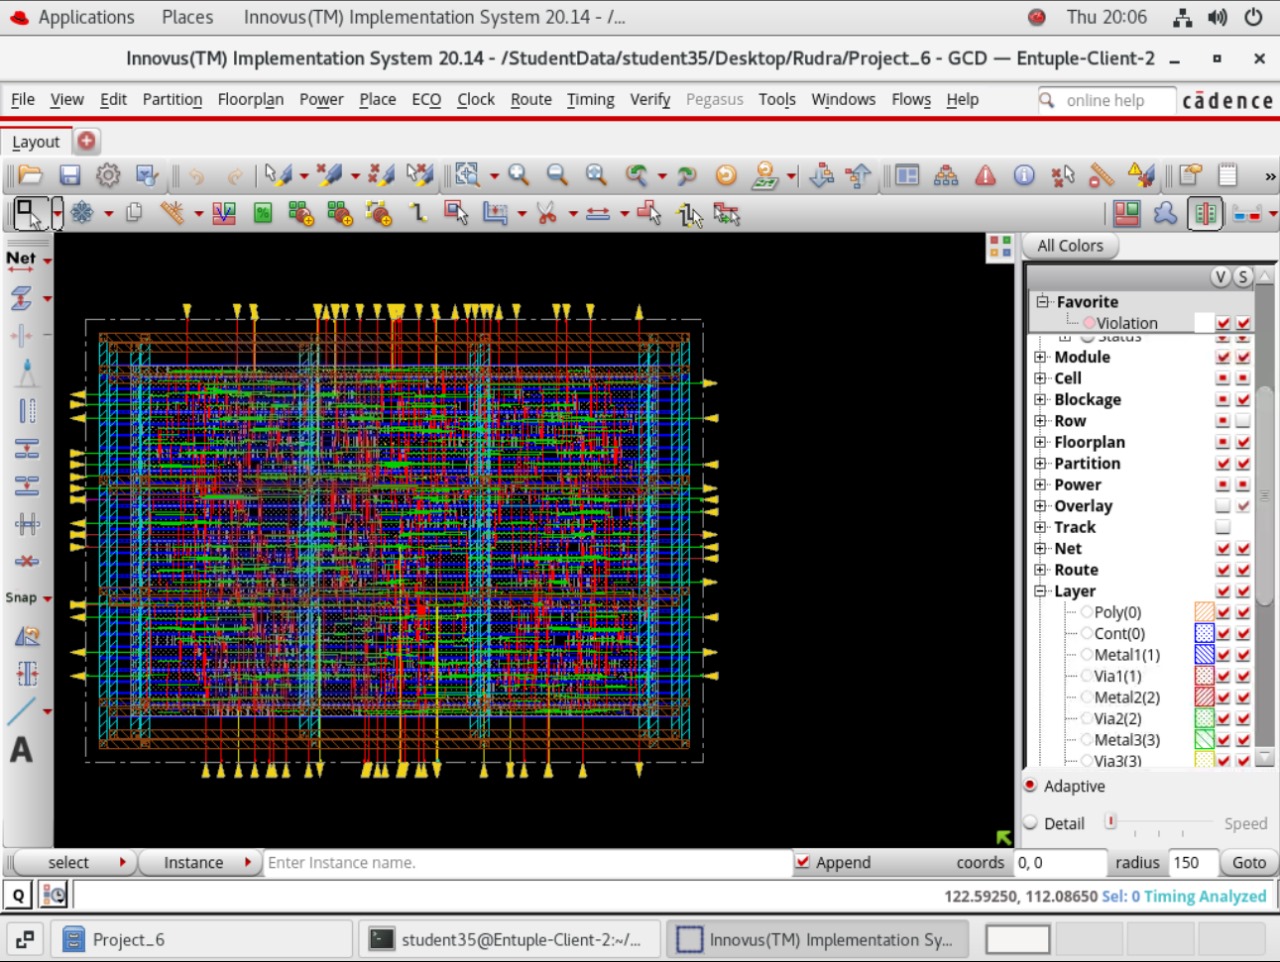 Applications Places Innovus(TM) Implementation System 20.14 - /... Thu 20:06
Innovus(TM) Implementation System 20.14 - /StudentData/student35/Desktop/Rudra/Project_6 - GCD — Entuple-Client-2
File View Edit Partition Floorplan Power Place ECO Clock Route Timing Verify Pegasus Tools Windows Flows Help online help cādence
Layout
»
Net
All Colors
V S
Favorite
Violation
Status
Module
Cell
Blockage
Row
Floorplan
Partition
Power
Overlay
Track
Net
Route
Layer
Poly(0)
Cont(0)
Metal1(1)
Via1(1)
Metal2(2)
Via2(2)
Metal3(3)
Via3(3)
Snap
A
Adaptive
Detail Speed
select Instance Enter Instance name. Append coords 0, 0 radius 150 Goto
Q 122.59250, 112.08650 Sel: 0 Timing Analyzed
Project_6 student35@Entuple-Client-2:~/... Innovus(TM) Implementation Sy...